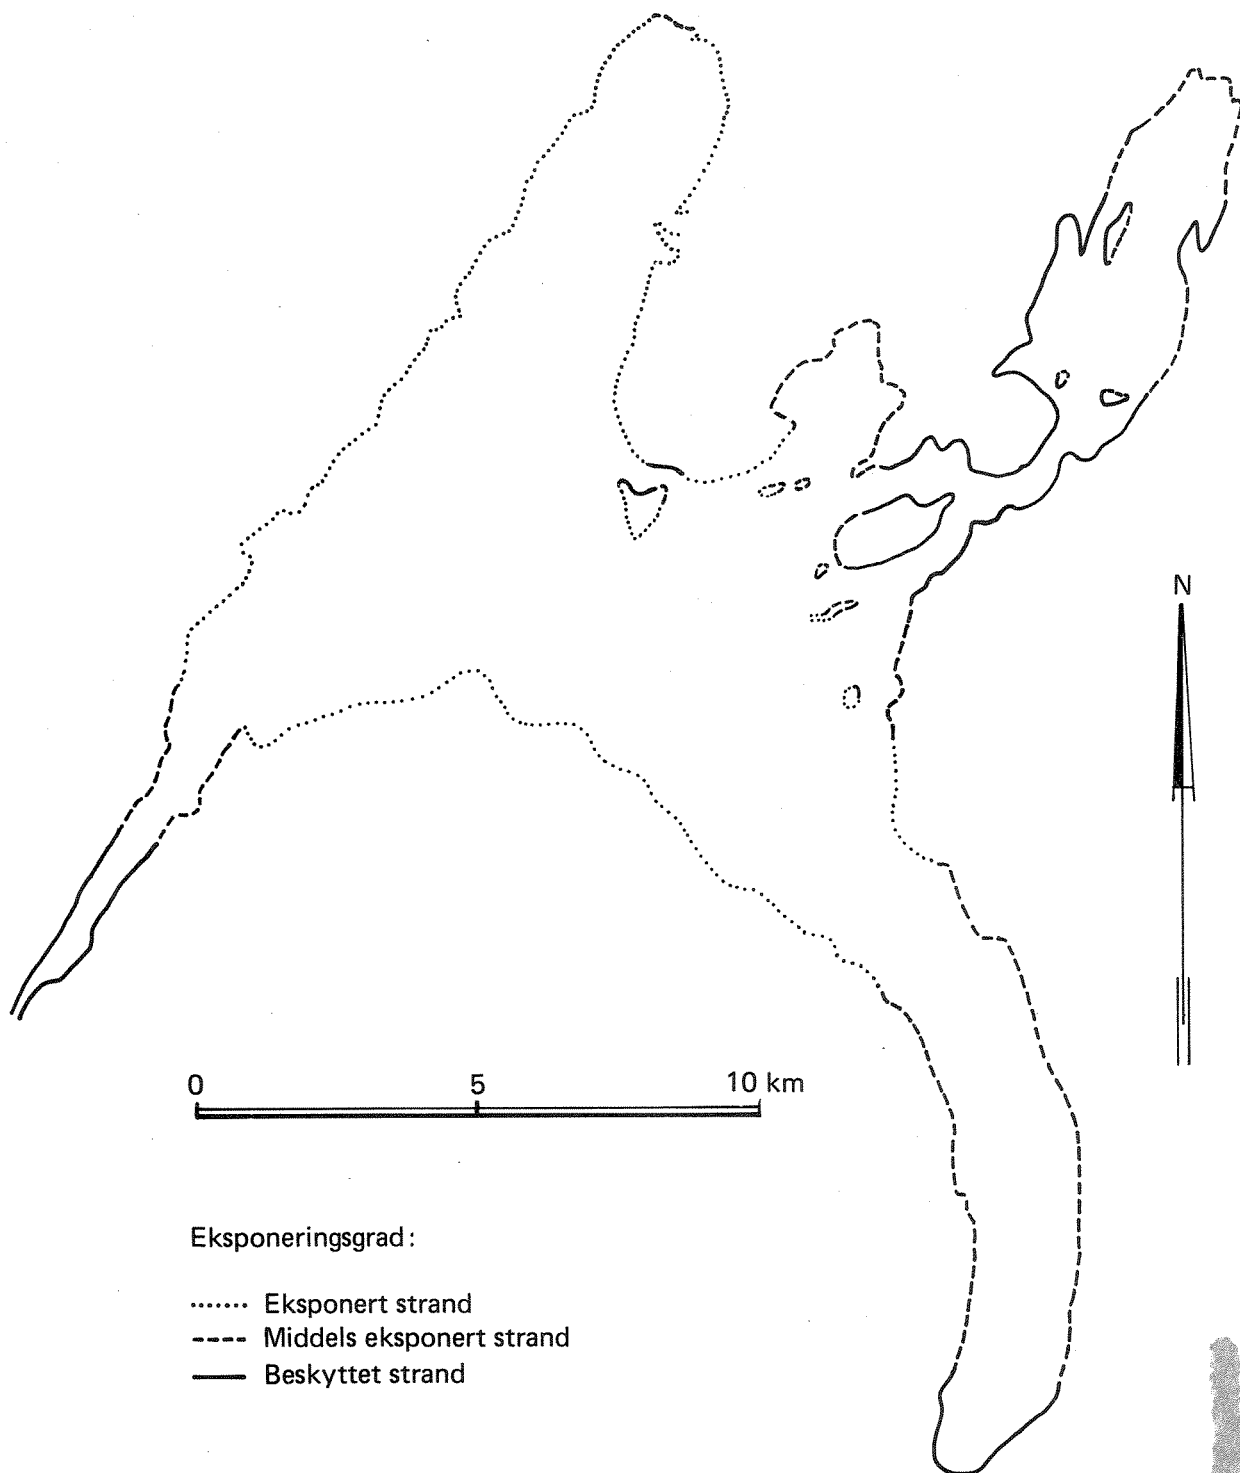 N
0 5 10 km
Eksponeringsgrad:
Eksponert strand
Middels eksponert strand
Beskyttet strand